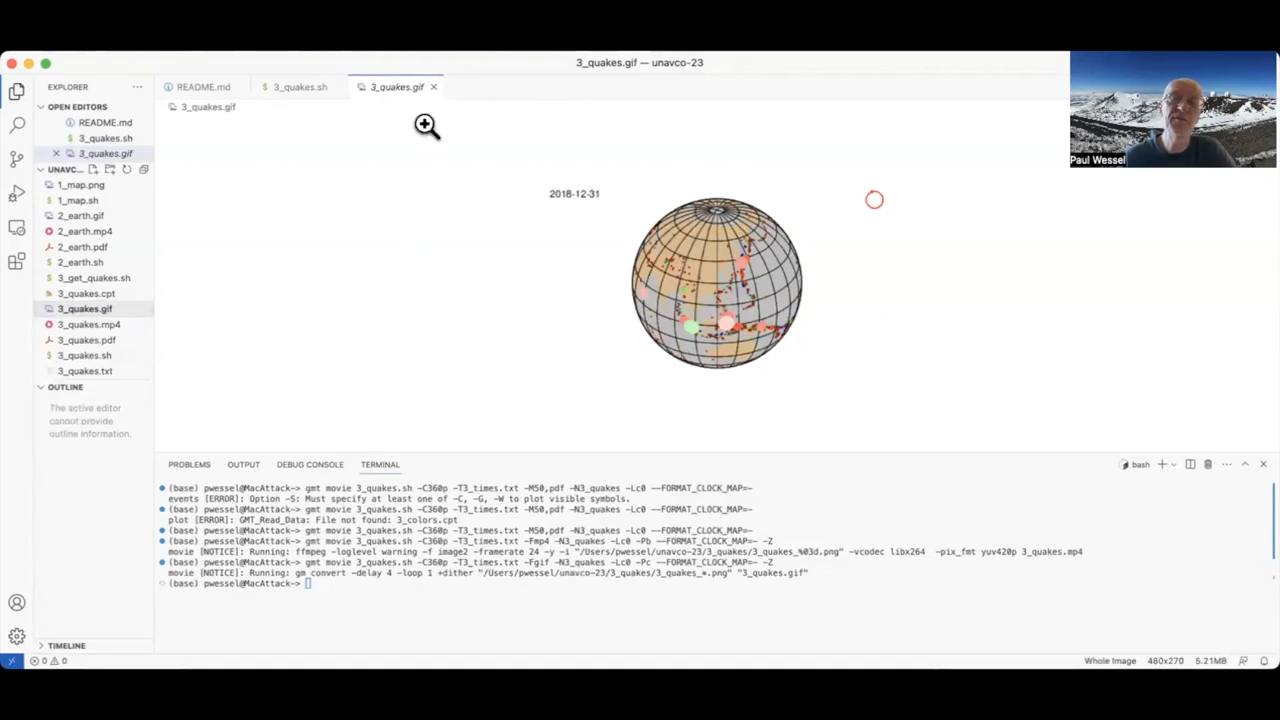 3_quakes.gif — unavco-23
EXPLORER
README.md
3_quakes.sh
3_quakes.gif
OPEN EDITORS
README.md
3_quakes.sh
3_quakes.gif
UNAVC...
1_map.png
1_map.sh
2_earth.gif
2_earth.mp4
2_earth.pdf
2_earth.sh
3_get_quakes.sh
3_quakes.cpt
3_quakes.gif
3_quakes.mp4
3_quakes.pdf
3_quakes.sh
3_quakes.txt
OUTLINE
The active editor
cannot provide
outline information.
TIMELINE
3_quakes.gif
2018-12-31
Paul Wessel
PROBLEMS OUTPUT DEBUG CONSOLE TERMINAL
bash
(base) pwessel@MacAttack-> gmt movie 3_quakes.sh -C360p -T3_times.txt -M50,pdf -N3_quakes -Lc0 --FORMAT_CLOCK_MAP=-
events [ERROR]: Option -S: Must specify at least one of -C, -G, -W to plot visible symbols.
(base) pwessel@MacAttack-> gmt movie 3_quakes.sh -C360p -T3_times.txt -M50,pdf -N3_quakes -Lc0 --FORMAT_CLOCK_MAP=-
plot [ERROR]: GMT_Read_Data: File not found: 3_colors.cpt
(base) pwessel@MacAttack-> gmt movie 3_quakes.sh -C360p -T3_times.txt -M50,pdf -N3_quakes -Lc0 --FORMAT_CLOCK_MAP=-
(base) pwessel@MacAttack-> gmt movie 3_quakes.sh -C360p -T3_times.txt -Fmp4 -N3_quakes -Lc0 -Pb --FORMAT_CLOCK_MAP=- -Z
movie [NOTICE]: Running: ffmpeg -loglevel warning -f image2 -framerate 24 -y -i "/Users/pwessel/unavco-23/3_quakes/3_quakes_%03d.png" -vcodec libx264  -pix_fmt yuv420p 3_quakes.mp4
(base) pwessel@MacAttack-> gmt movie 3_quakes.sh -C360p -T3_times.txt -Fgif -N3_quakes -Lc0 -Pc --FORMAT_CLOCK_MAP=- -Z
movie [NOTICE]: Running: gm convert -delay 4 -loop 1 +dither "/Users/pwessel/unavco-23/3_quakes/3_quakes_*.png" "3_quakes.gif"
(base) pwessel@MacAttack->
0 0
Whole Image 480x270 5.21MB